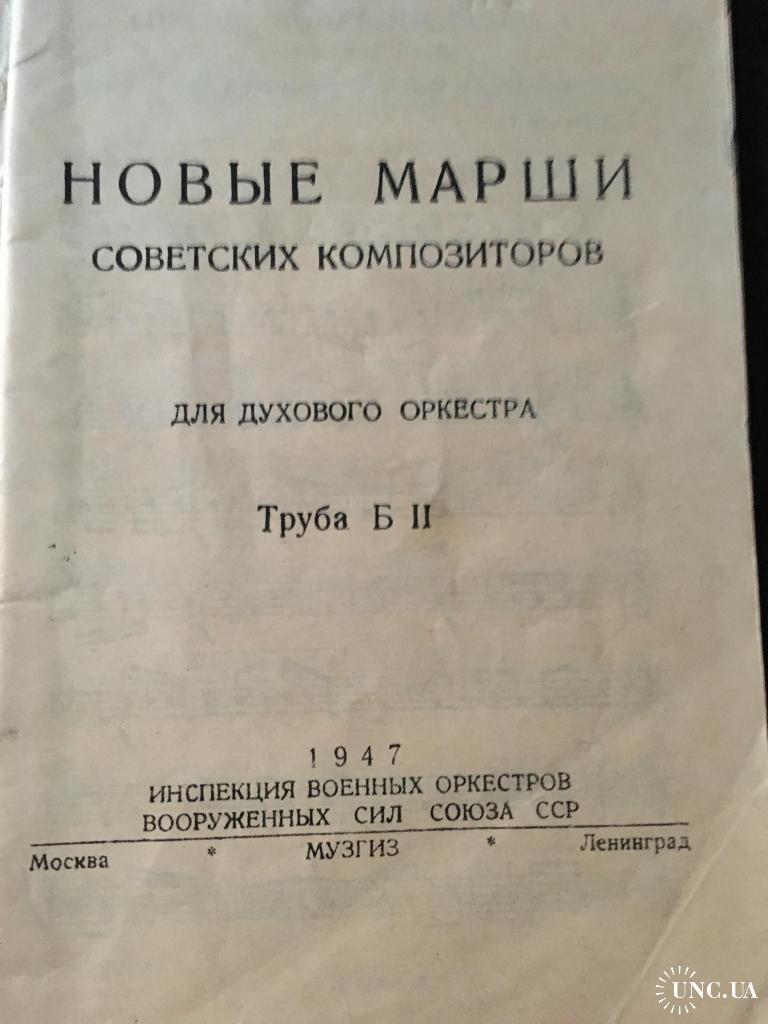 НОВЫЕ МАРШИ
СОВЕТСКИХ КОМПОЗИТОРОВ
ДЛЯ ДУХОВОГО ОРКЕСТРА
Труба Б II
1947
ИНСПЕКЦИЯ ВОЕННЫХ ОРКЕСТРОВ
ВООРУЖЕННЫХ СИЛ СОЮЗА ССР
Москва * МУЗГИЗ * Ленинград
UNC.UA